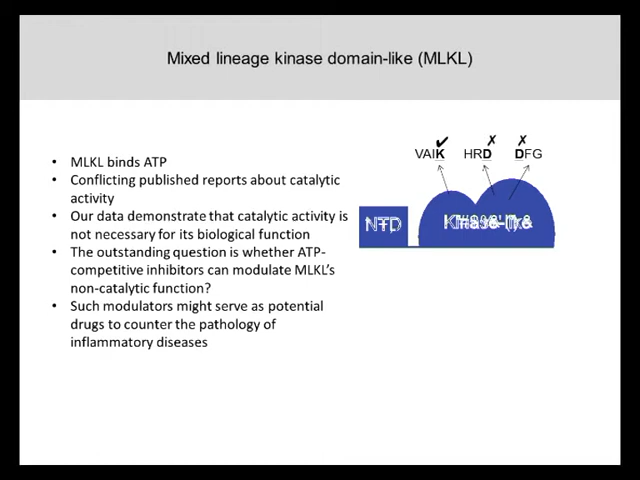 Mixed lineage kinase domain-like (MLKL)
• MLKL binds ATP
• Conflicting published reports about catalytic
activity
• Our data demonstrate that catalytic activity is
not necessary for its biological function
• The outstanding question is whether ATP-
competitive inhibitors can modulate MLKL's
non-catalytic function?
• Such modulators might serve as potential
drugs to counter the pathology of
inflammatory diseases
✓ ✗ ✗
VAIK HRD DFG
NTD